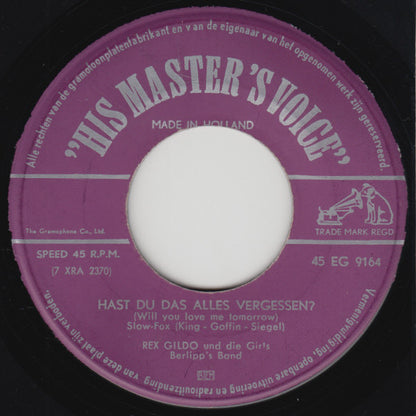 Alle rechten van de grammofoonplatenfabrikant en v. a. de eigenaar van het opgenomen werk zijn gereserveerd.
"HIS MASTER'S VOICE"
MADE IN HOLLAND
The Gramophone Co., Ltd.
TRADE MARK REGD
SPEED 45 R.P.M.
45 EG 9164
(7 XRA 2370)
HAST DU DAS ALLES VERGESSEN?
(Will you love me tomorrow)
Slow-Fox (King - Goffin - Siegel)
REX GILDO und die Girls
Berlipp's Band
Vermenigvuldiging, openbare uitvoering en radiouitzending van deze plaat zijn verboden.